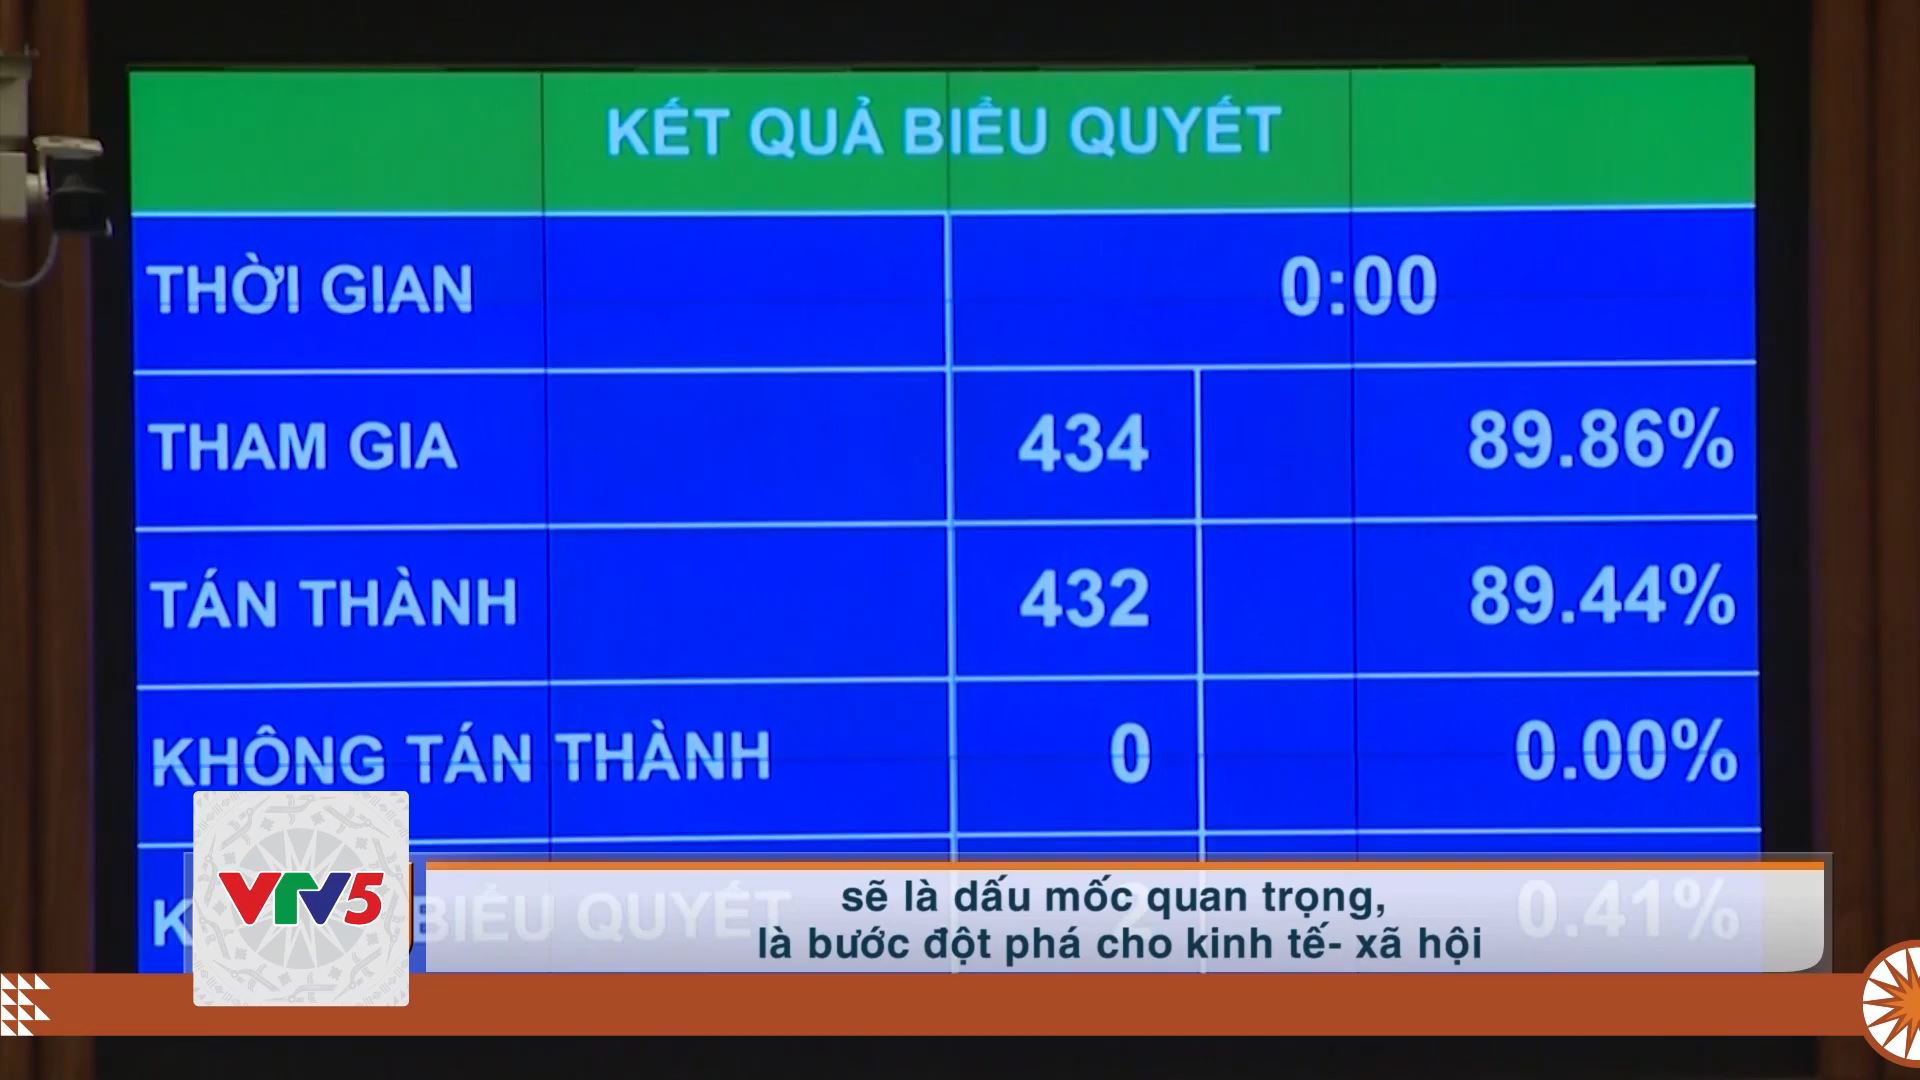 KẾT QUẢ BIỂU QUYẾT
THỜI GIAN 0:00
THAM GIA 434 89.86%
TÁN THÀNH 432 89.44%
KHÔNG TÁN THÀNH 0 0.00%
BIỂU QUYẾT 2 0.41%
VTV5
sẽ là dấu mốc quan trọng,
là bước đột phá cho kinh tế- xã hội